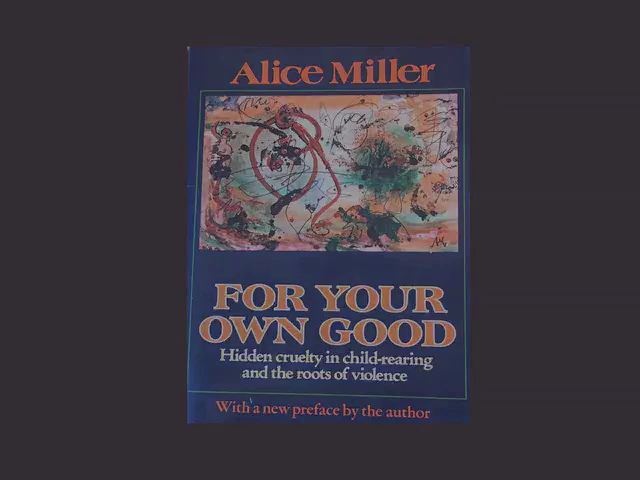 Alice Miller
FOR YOUR
OWN GOOD
Hidden cruelty in child-rearing
and the roots of violence
With a new preface by the author